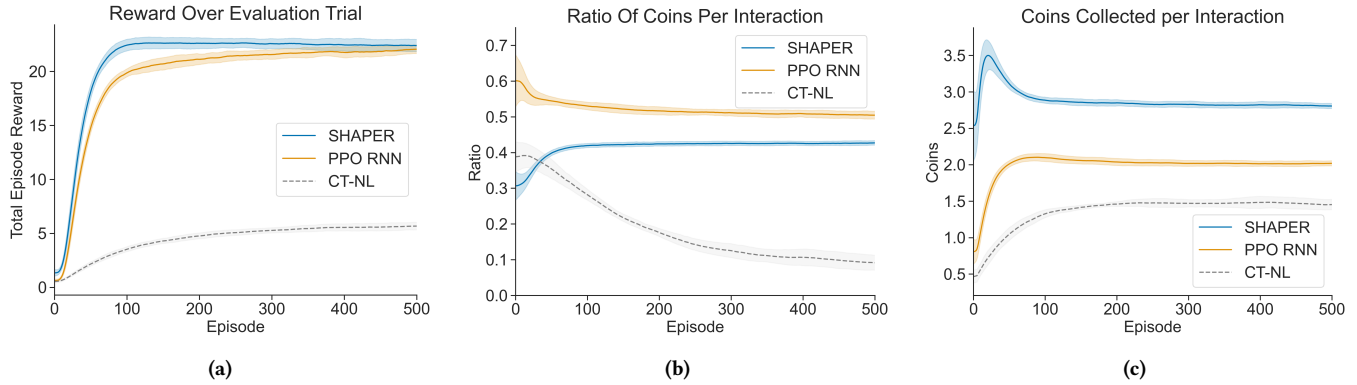 Reward Over Evaluation Trial
Total Episode Reward
20
15
10
5
0
SHAPER
PPO RNN
CT-NL
0 100 200 300 400 500
Episode
(a)
Ratio Of Coins Per Interaction
Ratio
0.7
0.6
0.5
0.4
0.3
0.2
0.1
0.0
SHAPER
PPO RNN
CT-NL
0 100 200 300 400 500
Episode
(b)
Coins Collected per Interaction
Coins
3.5
3.0
2.5
2.0
1.5
1.0
0.5
SHAPER
PPO RNN
CT-NL
0 100 200 300 400 500
Episode
(c)